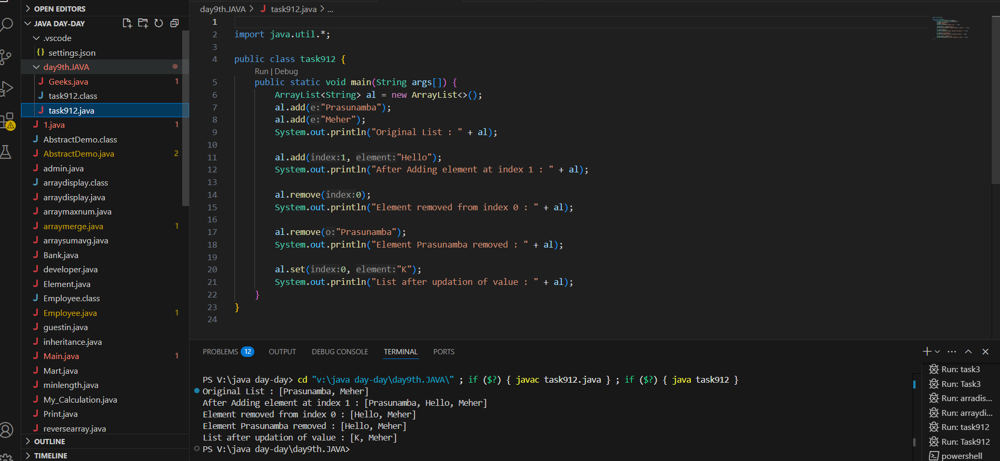 OPEN EDITORS
JAVA DAY-DAY
.vscode
{} settings.json
day9th.JAVA
J Geeks.java 1
J task912.class
J task912.java
J 1.java 1
J AbstractDemo.class
J AbstractDemo.java 2
J admin.java
J arraydisplay.class
J arraydisplay.java
J arraymaxnum.java
J arraymerge.java 1
J arraysumavg.java
J Bank.java
J developer.java
J Element.java
J Employee.class
J Employee.java 1
J guestin.java
J inheritance.java
J Main.java 1
J Mart.java
J minlength.java
J My_Calculation.java
J Print.java
J reversearray.java
OUTLINE
TIMELINE
day9th.JAVA > J task912.java > ...
1
2 import java.util.*;
3
4 public class task912 {
Run | Debug
5 public static void main(String args[]) {
6 ArrayList<String> al = new ArrayList<>();
7 al.add(e:"Prasunamba");
8 al.add(e:"Meher");
9 System.out.println("Original List : " + al);
10
11 al.add(index:1, element:"Hello");
12 System.out.println("After Adding element at index 1 : " + al);
13
14 al.remove(index:0);
15 System.out.println("Element removed from index 0 : " + al);
16
17 al.remove(o:"Prasunamba");
18 System.out.println("Element Prasunamba removed : " + al);
19
20 al.set(index:0, element:"K");
21 System.out.println("List after updation of value : " + al);
22 }
23 }
24
PROBLEMS 12 OUTPUT DEBUG CONSOLE TERMINAL PORTS
PS V:\java day-day> cd "v:\java day-day\day9th.JAVA\" ; if ($?) { javac task912.java } ; if ($?) { java task912 }
Original List : [Prasunamba, Meher]
After Adding element at index 1 : [Prasunamba, Hello, Meher]
Element removed from index 0 : [Hello, Meher]
Element Prasunamba removed : [Hello, Meher]
List after updation of value : [K, Meher]
PS V:\java day-day\day9th.JAVA>
Run: task3
Run: Task3
Run: arradis...
Run: arraydi...
Run: task912
Run: Task912
powershell